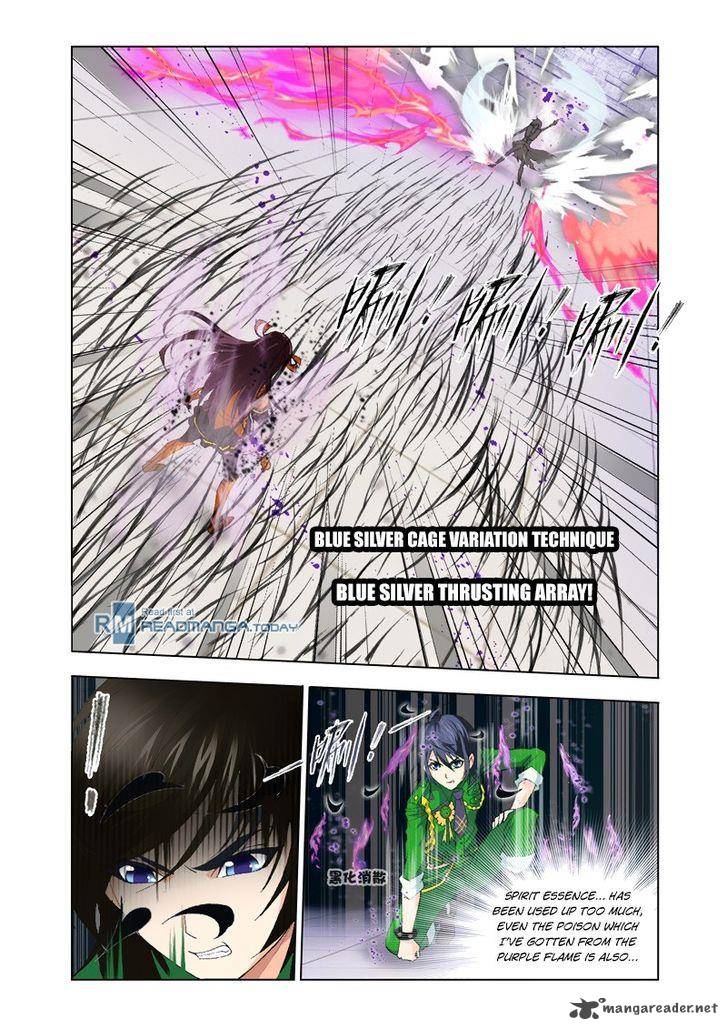 唰!
唰!
唰!
BLUE SILVER CAGE VARIATION TECHNIQUE
BLUE SILVER THRUSTING ARRAY!
Read first at
RM READMANGA.TODAY
唰!
黑化消散
SPIRIT ESSENCE... HAS
BEEN USED UP TOO MUCH,
EVEN THE POISON WHICH
I'VE GOTTEN FROM THE
PURPLE FLAME IS ALSO...
mangareader.net